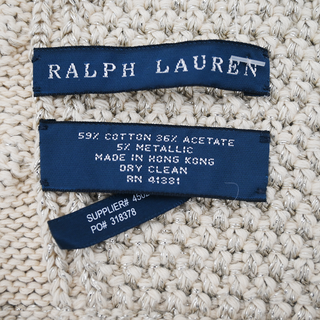 RALPH LAUREN
59% COTTON 36% ACETATE
5% METALLIC
MADE IN HONG KONG
DRY CLEAN
RN 41381
SUPPLIER#
PO# 318378